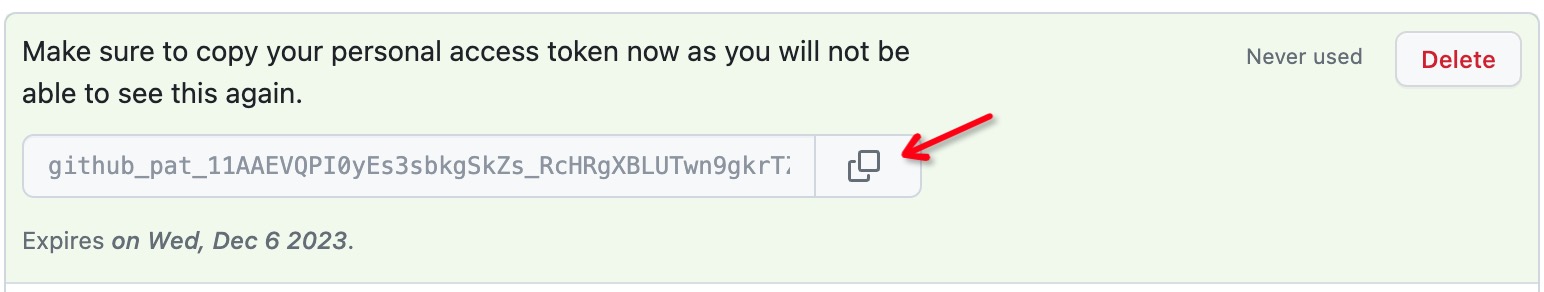 Make sure to copy your personal access token now as you will not be
able to see this again.
Never used
Delete
github_pat_11AAEVQPI0yEs3sbkgSkZs_RcHRgXBLUTwn9gkrT
Expires on Wed, Dec 6 2023.